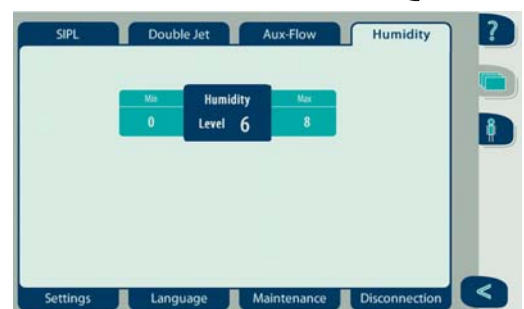 SIPL Double Jet Aux-Flow Humidity ?
Min Humidity Max
0 Level 6 8
Settings Language Maintenance Disconnection <